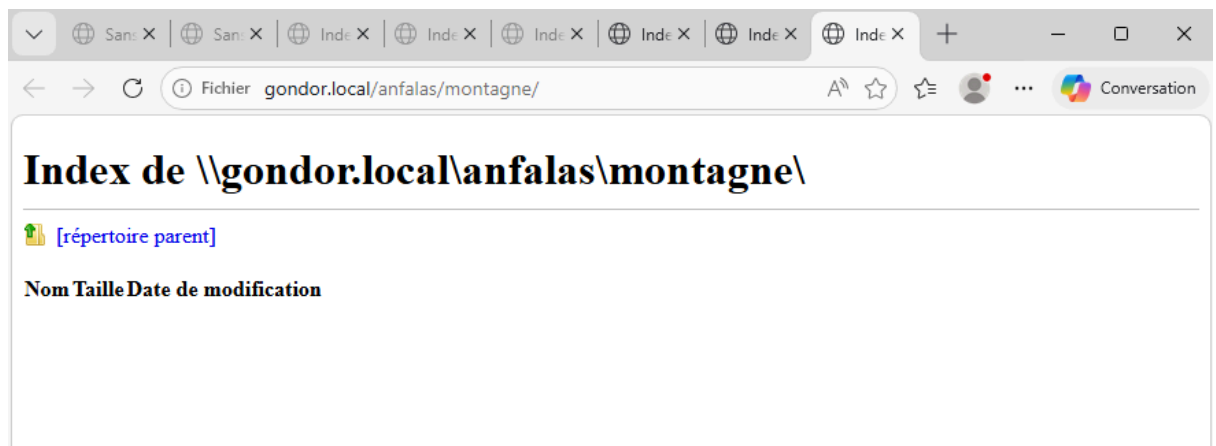 Sans San: Inde Inde Inde Inde Inde Inde
Fichier gondor.local/anfalas/montagne/ A Conversation
Index de \\gondor.local\anfalas\montagne\
[répertoire parent]
Nom Taille Date de modification